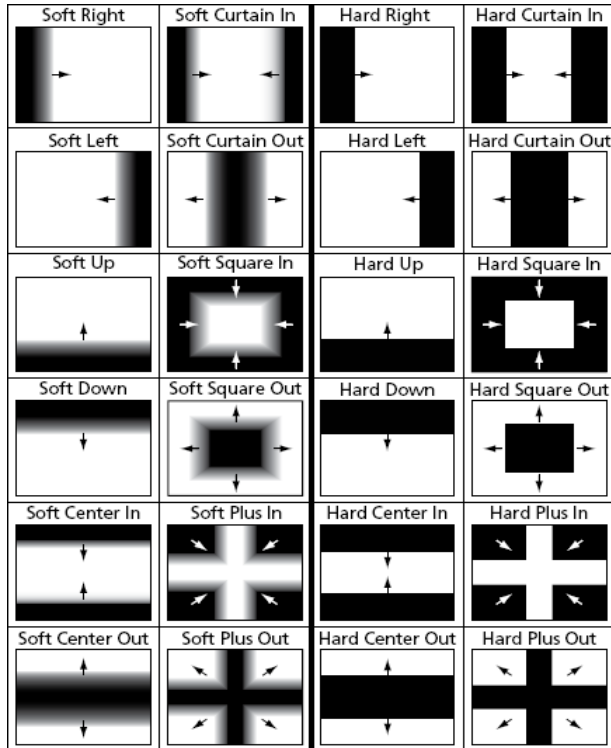 Soft Right Soft Curtain In Hard Right Hard Curtain In
Soft Left Soft Curtain Out Hard Left Hard Curtain Out
Soft Up Soft Square In Hard Up Hard Square In
Soft Down Soft Square Out Hard Down Hard Square Out
Soft Center In Soft Plus In Hard Center In Hard Plus In
Soft Center Out Soft Plus Out Hard Center Out Hard Plus Out